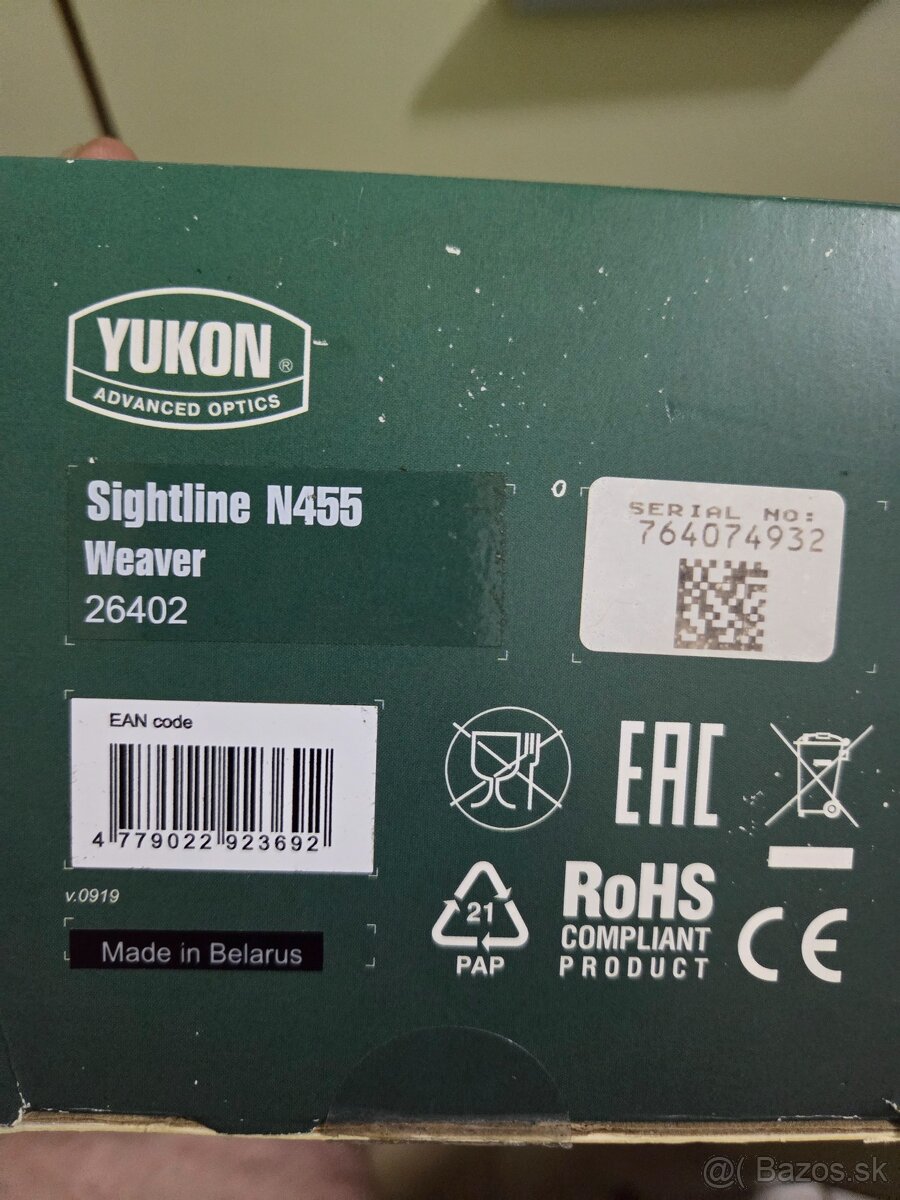 YUKON®
ADVANCED OPTICS
Sightline N455
Weaver
26402
SERIAL NO:
764074932
EAN code
4 779022 923692
v.0919
Made in Belarus
EAC
21
PAP
RoHS
COMPLIANT
PRODUCT
CE
@( Bazos.sk